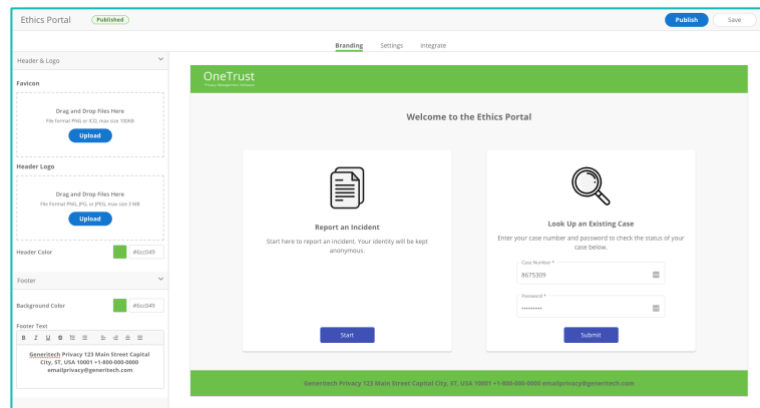 Ethics Portal
Published
Publish
Save
Branding
Settings
Integrate
Header & Logo
Favicon
Drag and Drop Files Here
File format PNG or ICO, max size 100MB
Upload
Header Logo
Drag and Drop Files Here
File Format PNG, JPG, or JPEG, max size 5 MB
Upload
Header Color
#6cc049
Footer
Background Color
#6cc049
Footer Text
B I U S
Generitech Privacy 123 Main Street Capital
City, ST, USA 10001 +1-800-000-0000
emailprivacy@generitech.com
OneTrust
Welcome to the Ethics Portal
Report an Incident
Start here to report an incident. Your identity will be kept
anonymous.
Start
Look Up an Existing Case
Enter your case number and password to check the status of your
case below.
Case Number *
8675309
Password *
Submit
Generitech Privacy 123 Main Street Capital City, ST, USA 10001 +1-800-000-0000 emailprivacy@generitech.com